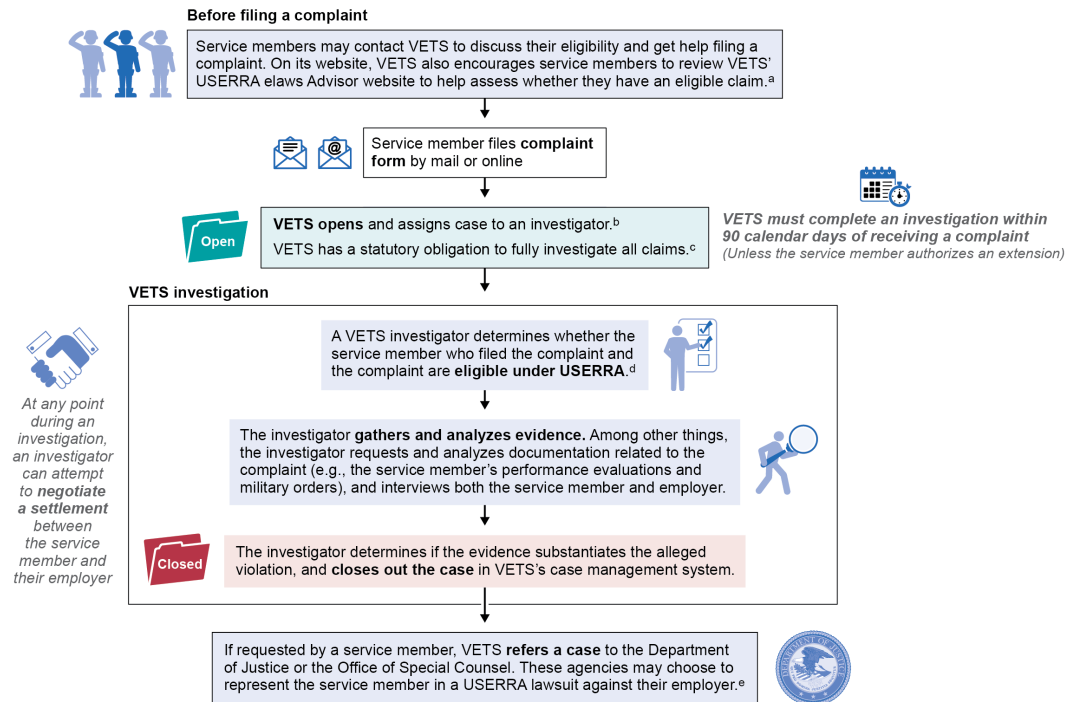 Before filing a complaint
Service members may contact VETS to discuss their eligibility and get help filing a
complaint. On its website, VETS also encourages service members to review VETS’
USERRA elaws Advisor website to help assess whether they have an eligible claim.ᵃ
@
Service member files complaint
form by mail or online
Open
VETS opens and assigns case to an investigator.ᵇ
VETS has a statutory obligation to fully investigate all claims.ᶜ
VETS must complete an investigation within
90 calendar days of receiving a complaint
(Unless the service member authorizes an extension)
VETS investigation
A VETS investigator determines whether the
service member who filed the complaint and
the complaint are eligible under USERRA.ᵈ
At any point
during an
investigation,
an investigator
can attempt
to negotiate
a settlement
between
the service
member and
their employer
The investigator gathers and analyzes evidence. Among other things,
the investigator requests and analyzes documentation related to the
complaint (e.g., the service member’s performance evaluations and
military orders), and interviews both the service member and employer.
Closed
The investigator determines if the evidence substantiates the alleged
violation, and closes out the case in VETS’s case management system.
If requested by a service member, VETS refers a case to the Department
of Justice or the Office of Special Counsel. These agencies may choose to
represent the service member in a USERRA lawsuit against their employer.ᵉ
DEPARTMENT OF JUSTICE